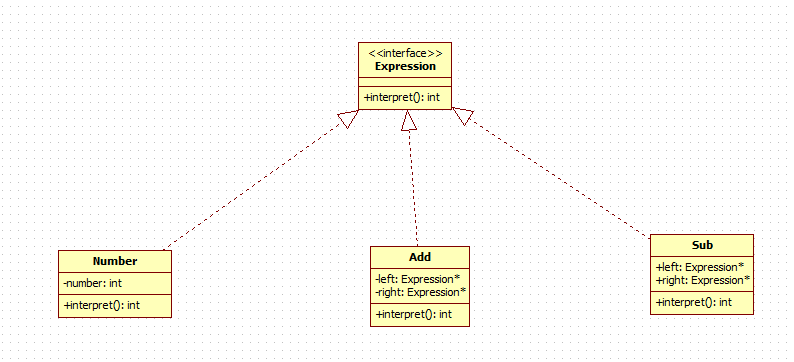 <<interface>>
Expression
+interpret(): int
Number
-number: int
+interpret(): int
Add
-left: Expression*
-right: Expression*
+interpret(): int
Sub
+left: Expression*
+right: Expression*
+interpret(): int